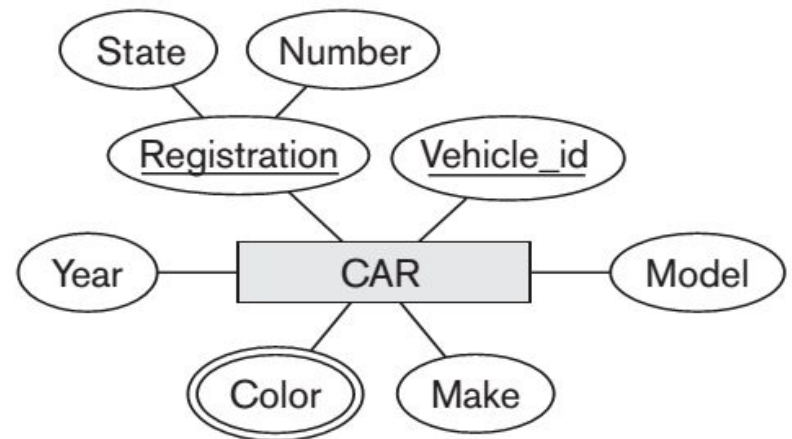 State
Number
Registration
Vehicle_id
Year
CAR
Model
Color
Make